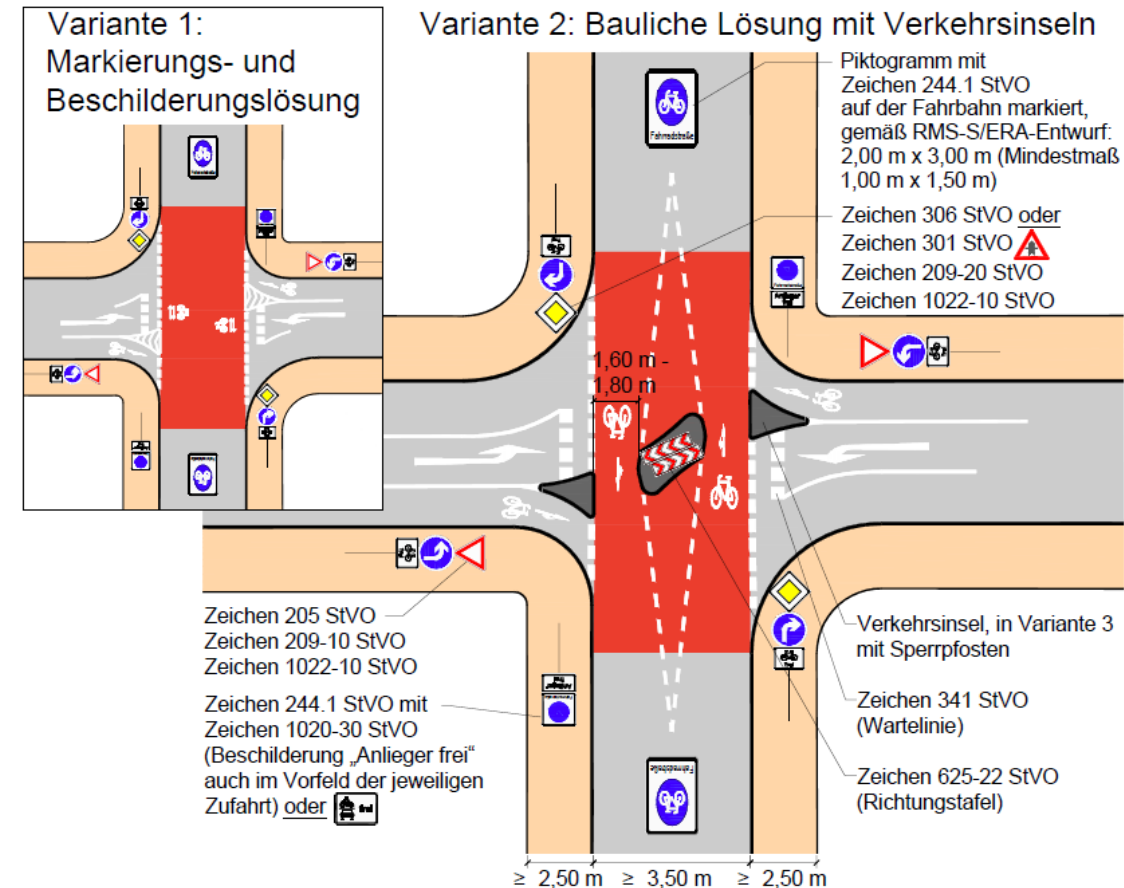 Variante 1:
Markierungs- und
Beschilderungslösung
Variante 2: Bauliche Lösung mit Verkehrsinseln
Piktogramm mit
Zeichen 244.1 StVO
auf der Fahrbahn markiert,
gemäß RMS-S/ERA-Entwurf:
2,00 m x 3,00 m (Mindestmaß
1,00 m x 1,50 m)
Fahrradstraße
Zeichen 306 StVO oder
Zeichen 301 StVO
Zeichen 209-20 StVO
Zeichen 1022-10 StVO
1,60 m -
1,80 m
Zeichen 205 StVO
Zeichen 209-10 StVO
Zeichen 1022-10 StVO
Zeichen 244.1 StVO mit
Zeichen 1020-30 StVO
(Beschilderung „Anlieger frei“
auch im Vorfeld der jeweiligen
Zufahrt) oder
frei
Verkehrsinsel, in Variante 3
mit Sperrpfosten
Zeichen 341 StVO
(Wartelinie)
Zeichen 625-22 StVO
(Richtungstafel)
Fahrradstraße
≥ 2,50 m ≥ 3,50 m ≥ 2,50 m